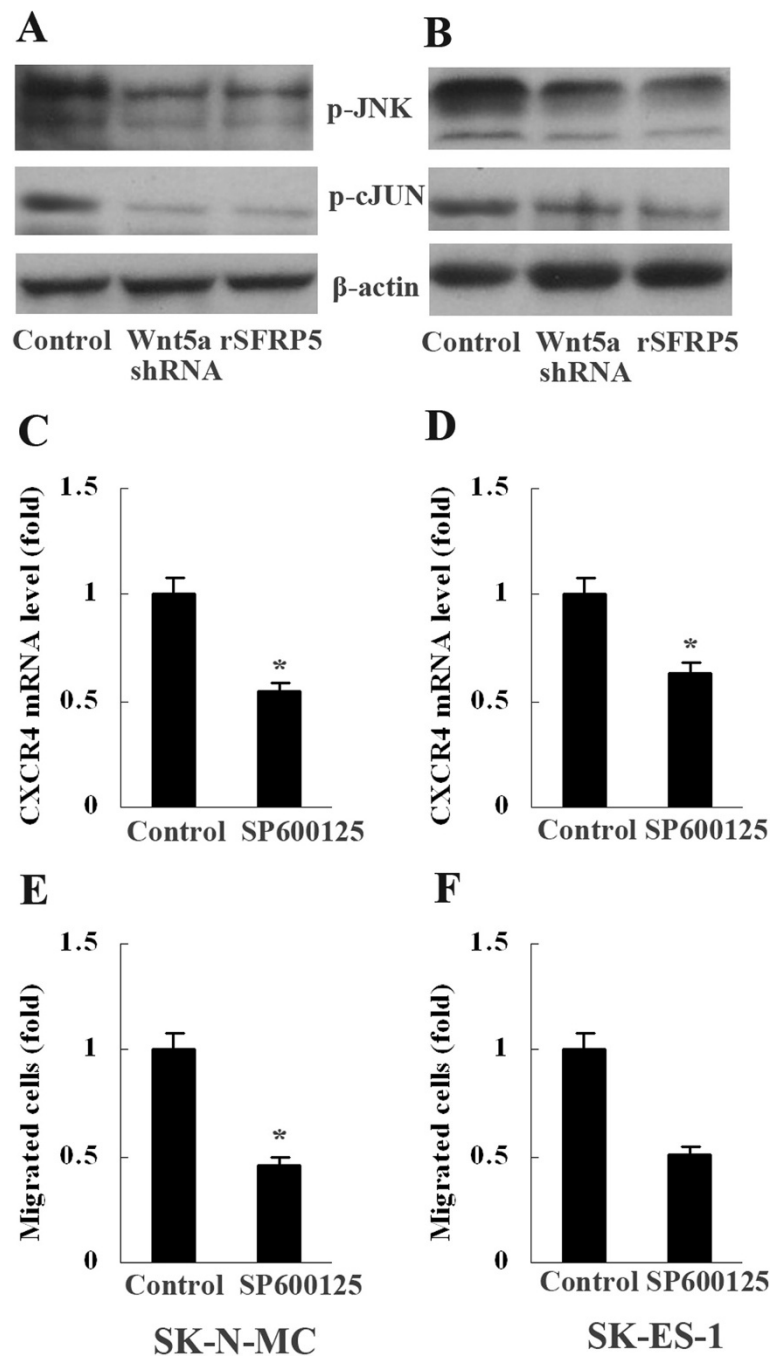 A
B
p-JNK
p-cJUN
β-actin
Control Wnt5a rSFRP5
shRNA
Control Wnt5a rSFRP5
shRNA
C
CXCR4 mRNA level (fold)
1.5
1
0.5
0
*
Control SP600125
D
CXCR4 mRNA level (fold)
1.5
1
0.5
0
*
Control SP600125
E
Migrated cells (fold)
1.5
1
0.5
0
*
Control SP600125
SK-N-MC
F
Migrated cells (fold)
1.5
1
0.5
0
Control SP600125
SK-ES-1